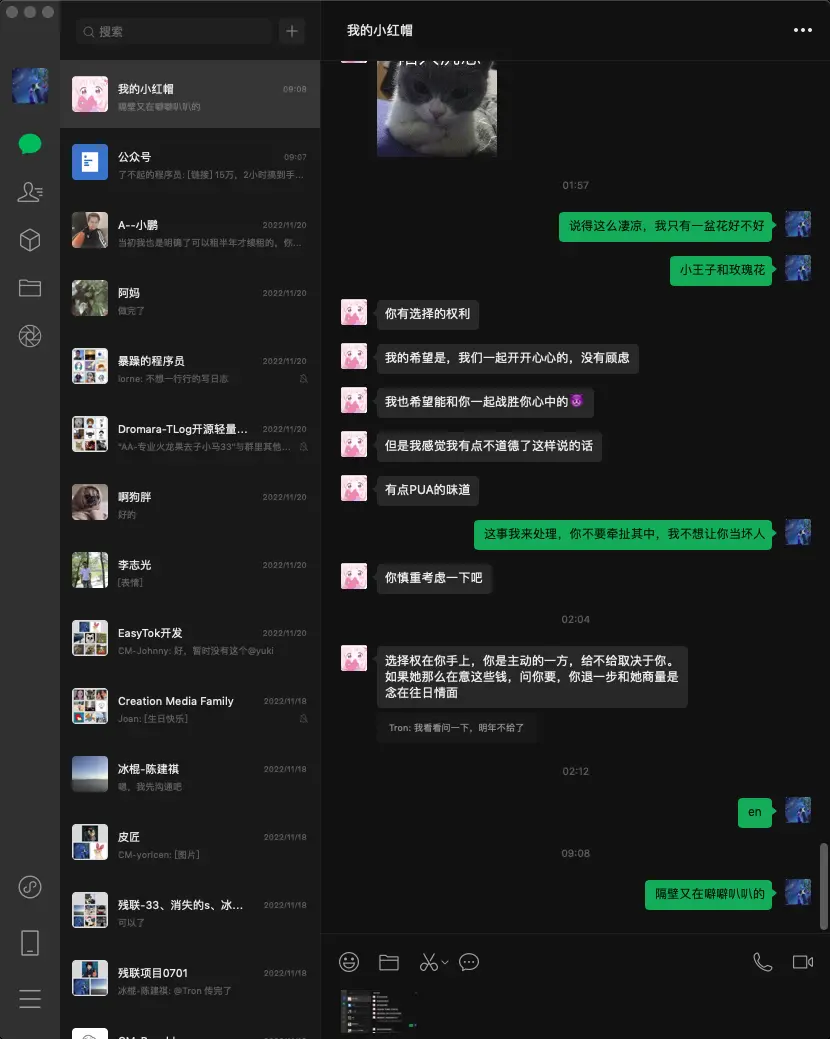 搜索
我的小红帽
09:08
隔壁又在噼噼叭叭的
公众号
09:07
了不起的程序员: [链接] 15万，2小时搞到手...
A--小鹏
2022/11/20
当初我也是明确了可以租半年才续租的，你...
阿妈
2022/11/20
做完了
暴躁的程序员
2022/11/20
lorne: 不想一行行的写日志
Dromara-TLog开源轻量...
2022/11/20
"AA-专业火龙果去子小马33"与群里其他...
啊狗胖
2022/11/20
好的
李志光
2022/11/20
[表情]
EasyTok开发
2022/11/20
CM-Johnny: 好，暂时没有这个@yuki
Creation Media Family
2022/11/18
Joan: [生日快乐]
冰棍-陈建祺
2022/11/18
嗯，我先沟通吧
皮匠
2022/11/18
CM-yoricen: [图片]
残联-33、消失的s、冰...
2022/11/18
可以了
残联项目0701
2022/11/18
冰棍-陈建祺: @Tron 传完了
我的小红帽
01:57
说得这么凄凉，我只有一盆花好不好
小王子和玫瑰花
你有选择的权利
我的希望是，我们一起开开心心的，没有顾虑
我也希望能和你一起战胜你心中的😈
但是我感觉我有点不道德了这样说的话
有点PUA的味道
这事我来处理，你不要牵扯其中，我不想让你当坏人
你慎重考虑一下吧
02:04
选择权在你手上，你是主动的一方，给不给取决于你。
如果她那么在意这些钱，问你要，你退一步和她商量是
念在往日情面
Tron: 我看看问一下，明年不给了
02:12
en
09:08
隔壁又在噼噼叭叭的